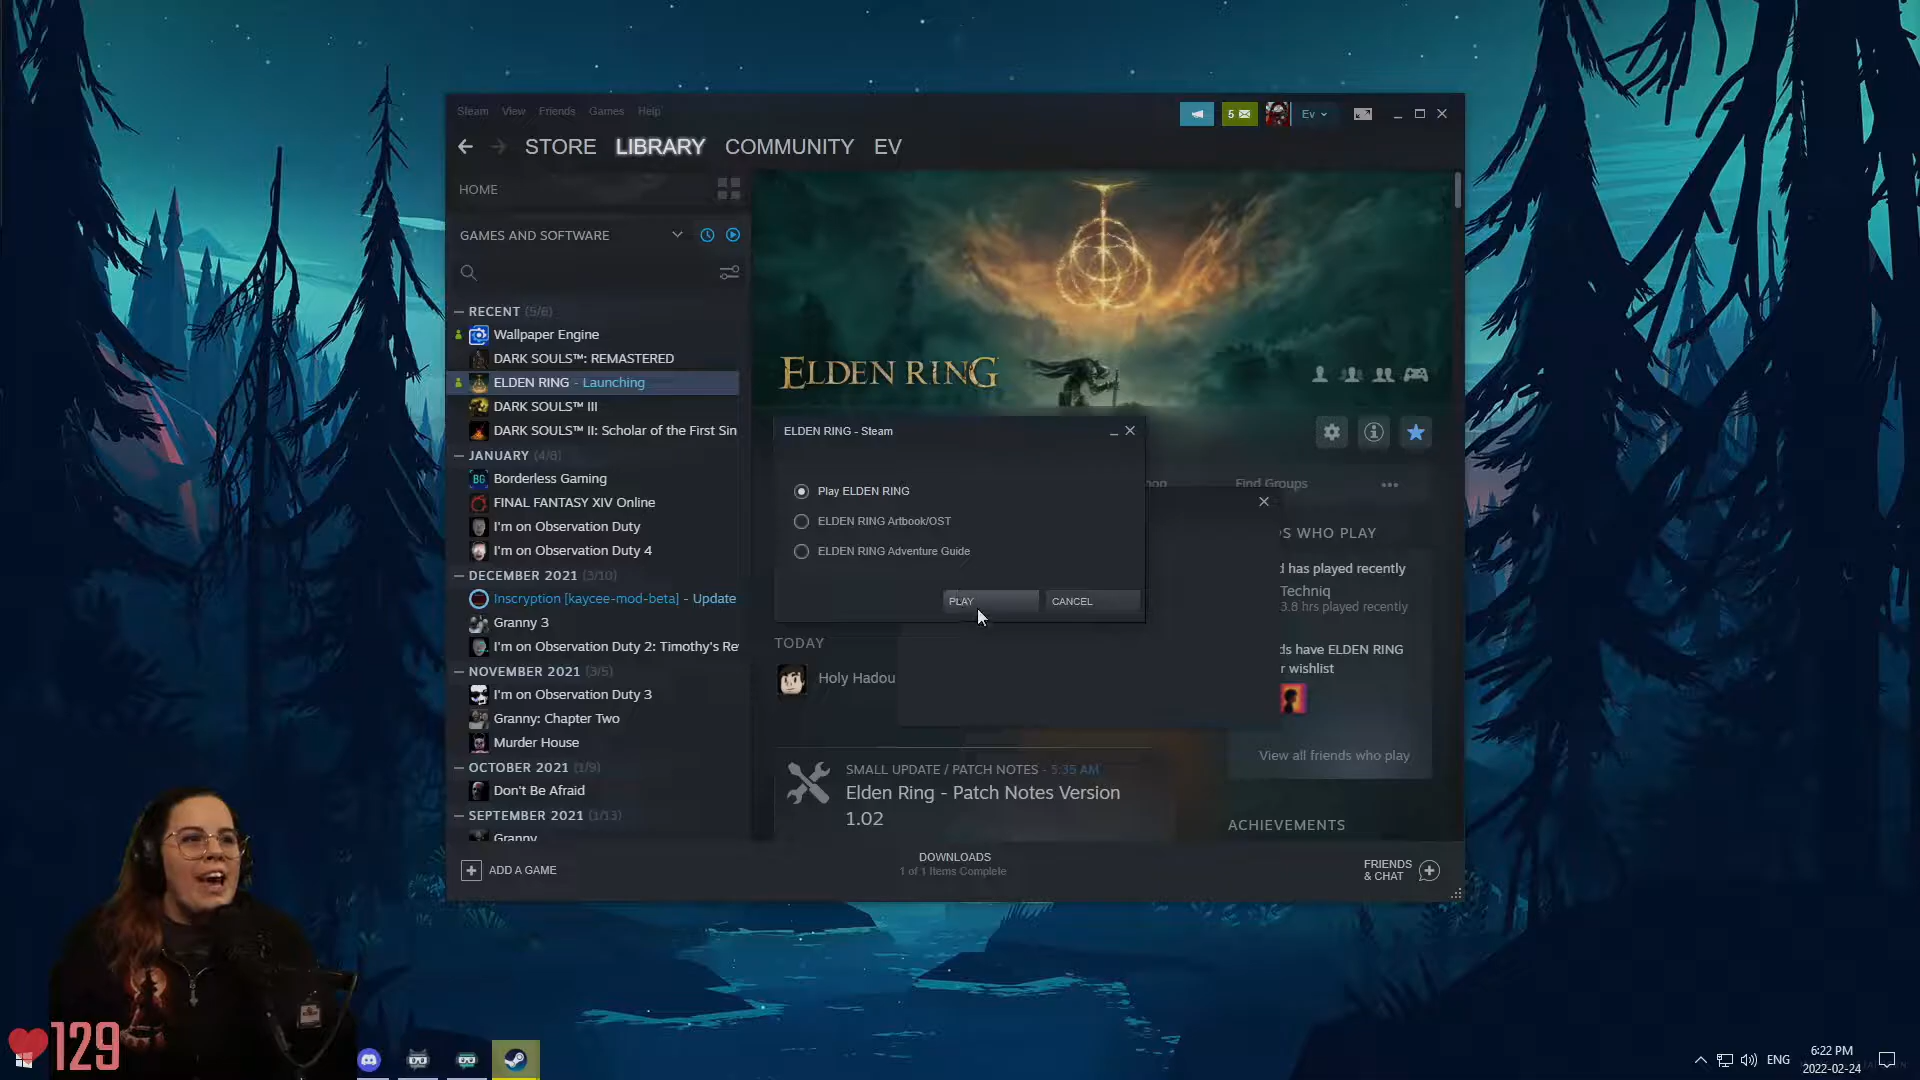 Steam View Friends Games Help
5
Ev
STORE LIBRARY COMMUNITY EV
HOME
GAMES AND SOFTWARE
— RECENT (5/6)
Wallpaper Engine
DARK SOULS™: REMASTERED
ELDEN RING - Launching
DARK SOULS™ III
DARK SOULS™ II: Scholar of the First Sin
— JANUARY (4/8)
BG Borderless Gaming
FINAL FANTASY XIV Online
I'm on Observation Duty
I'm on Observation Duty 4
— DECEMBER 2021 (3/10)
Inscryption [kaycee-mod-beta] - Update
Granny 3
I'm on Observation Duty 2: Timothy's Re
— NOVEMBER 2021 (3/5)
I'm on Observation Duty 3
Granny: Chapter Two
Murder House
— OCTOBER 2021 (1/9)
Don't Be Afraid
— SEPTEMBER 2021 (1/13)
Granny
ADD A GAME
ELDEN RING
ELDEN RING - Steam
Play ELDEN RING
ELDEN RING Artbook/OST
ELDEN RING Adventure Guide
PLAY CANCEL
Find Groups
S WHO PLAY
d has played recently
Techniq
3.8 hrs played recently
ds have ELDEN RING
r wishlist
View all friends who play
TODAY
Holy Hadou
SMALL UPDATE / PATCH NOTES - 5:35 AM
Elden Ring - Patch Notes Version
1.02
ACHIEVEMENTS
DOWNLOADS
1 of 1 Items Complete
FRIENDS
& CHAT
129
ENG
6:22 PM
2022-02-24